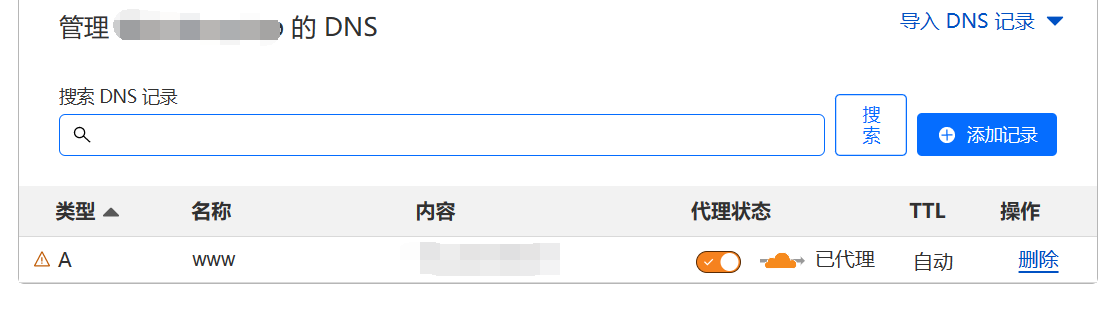 管理 的 DNS
导入 DNS 记录
搜索 DNS 记录
搜
索
添加记录
类型 名称 内容 代理状态 TTL 操作
A www 已代理 自动 删除